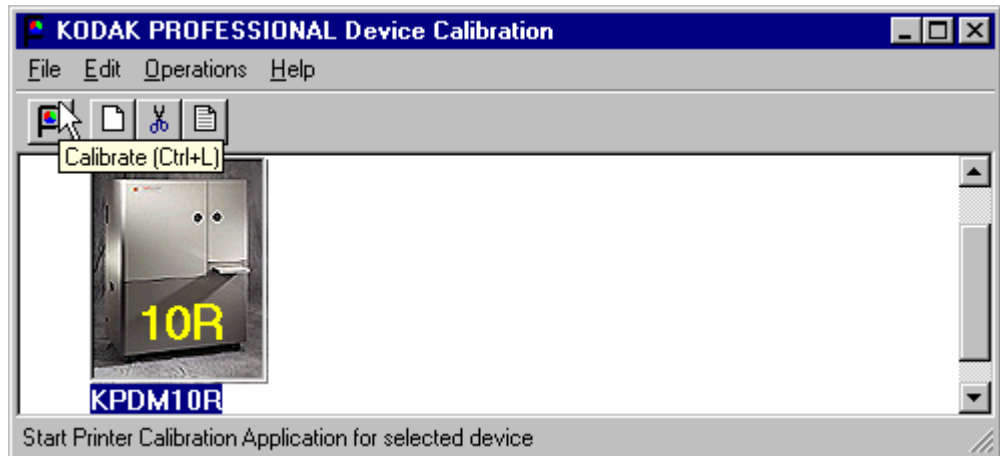 KODAK PROFESSIONAL Device Calibration
File Edit Operations Help
Calibrate (Ctrl+L)
10R
KPDM10R
Start Printer Calibration Application for selected device